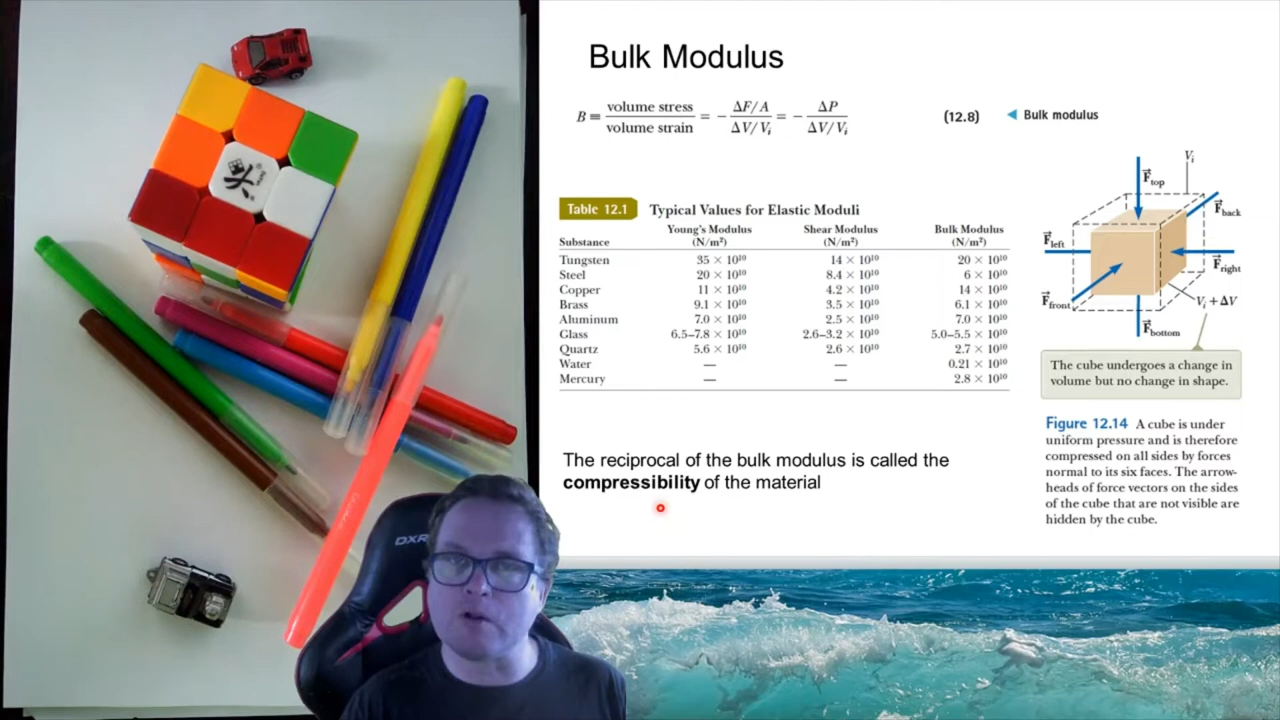 Bulk Modulus
B ≡ volume stress / volume strain = − ΔF/A / ΔV/Vᵢ = − ΔP / ΔV/Vᵢ (12.8) ◀ Bulk modulus
Table 12.1 Typical Values for Elastic Moduli
Young's Modulus Shear Modulus Bulk Modulus
Substance (N/m²) (N/m²) (N/m²)
Tungsten 35 × 10¹⁰ 14 × 10¹⁰ 20 × 10¹⁰
Steel 20 × 10¹⁰ 8.4 × 10¹⁰ 6 × 10¹⁰
Copper 11 × 10¹⁰ 4.2 × 10¹⁰ 14 × 10¹⁰
Brass 9.1 × 10¹⁰ 3.5 × 10¹⁰ 6.1 × 10¹⁰
Aluminum 7.0 × 10¹⁰ 2.5 × 10¹⁰ 7.0 × 10¹⁰
Glass 6.5–7.8 × 10¹⁰ 2.6–3.2 × 10¹⁰ 5.0–5.5 × 10¹⁰
Quartz 5.6 × 10¹⁰ 2.6 × 10¹⁰ 2.7 × 10¹⁰
Water — — 0.21 × 10¹⁰
Mercury — — 2.8 × 10¹⁰
The reciprocal of the bulk modulus is called the
compressibility of the material
Vᵢ
F⃗top
F⃗back
F⃗left
F⃗right
F⃗front
Vᵢ + ΔV
F⃗bottom
The cube undergoes a change in
volume but no change in shape.
Figure 12.14 A cube is under
uniform pressure and is therefore
compressed on all sides by forces
normal to its six faces. The arrow-
heads of force vectors on the sides
of the cube that are not visible are
hidden by the cube.
DXR